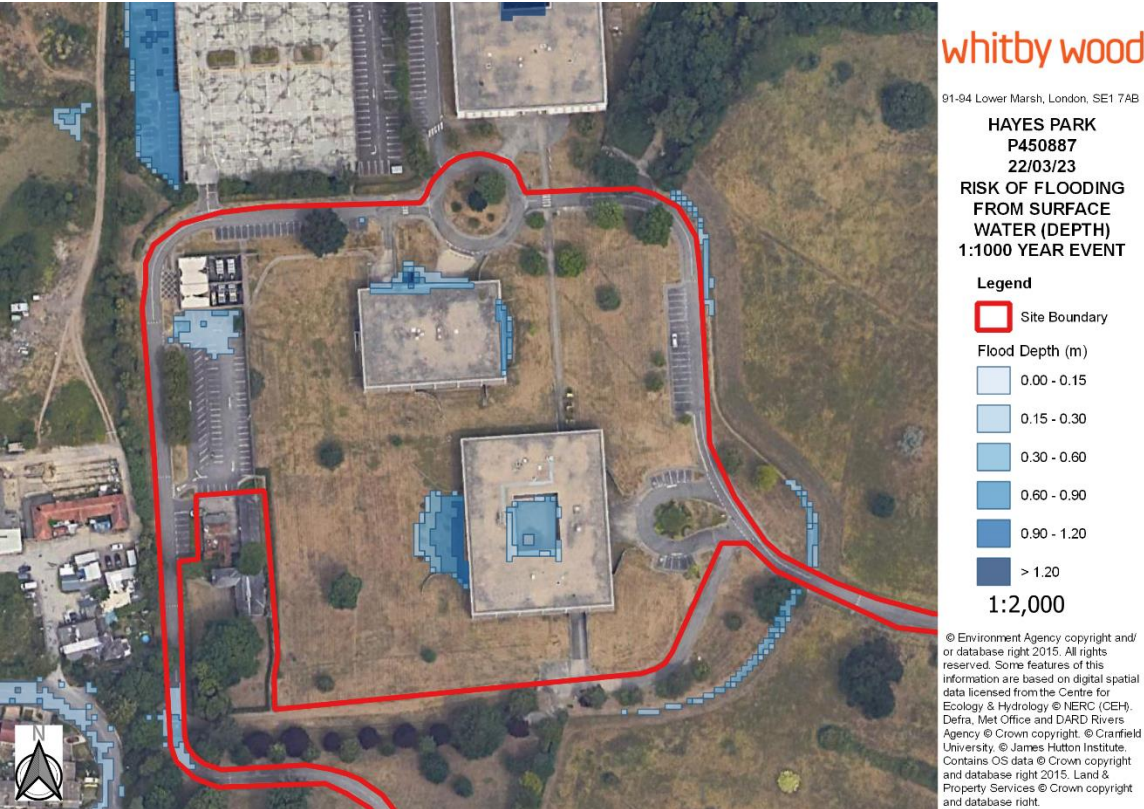 whitby wood
91-94 Lower Marsh, London, SE1 7AB
HAYES PARK
P450887
22/03/23
RISK OF FLOODING
FROM SURFACE
WATER (DEPTH)
1:1000 YEAR EVENT
Legend
Site Boundary
Flood Depth (m)
0.00 - 0.15
0.15 - 0.30
0.30 - 0.60
0.60 - 0.90
0.90 - 1.20
> 1.20
1:2,000
© Environment Agency copyright and/
or database right 2015. All rights
reserved. Some features of this
information are based on digital spatial
data licensed from the Centre for
Ecology & Hydrology © NERC (CEH).
Defra, Met Office and DARD Rivers
Agency © Crown copyright. © Cranfield
University. © James Hutton Institute.
Contains OS data © Crown copyright
and database right 2015. Land &
Property Services © Crown copyright
and database right.
N